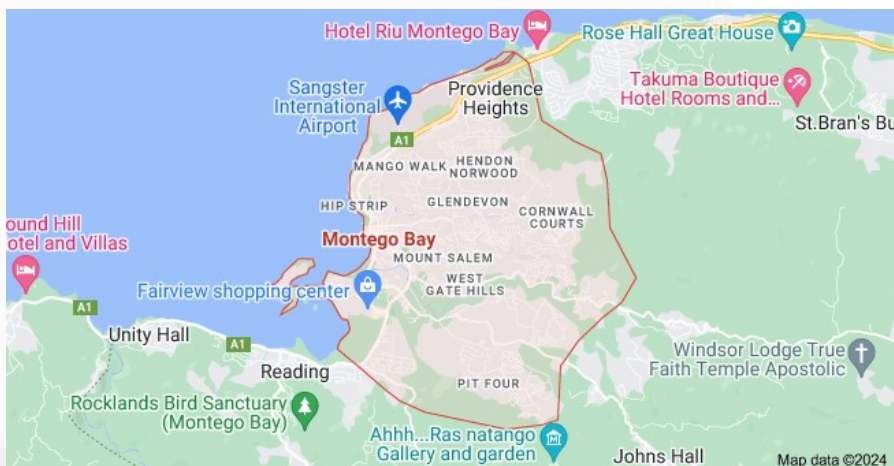 Hotel Riu Montego Bay
Rose Hall Great House
Sangster
International
Airport
Providence
Heights
Takuma Boutique
Hotel Rooms and...
St.Bran's Bu
A1
MANGO WALK
HENDON
NORWOOD
HIP STRIP
GLENDEVON
CORNWALL
COURTS
ound Hill
otel and Villas
Montego Bay
MOUNT SALEM
WEST
GATE HILLS
Fairview shopping center
Unity Hall
A1
Reading
Windsor Lodge True
Faith Temple Apostolic
PIT FOUR
Rocklands Bird Sanctuary
(Montego Bay)
Ahhh...Ras natango
Gallery and garden
Johns Hall
Map data ©2024